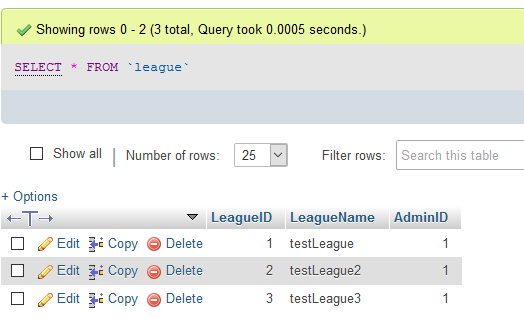 Showing rows 0 - 2 (3 total, Query took 0.0005 seconds.)
SELECT * FROM `league`
Show all | Number of rows: 25 Filter rows: Search this table
+ Options
←T→ LeagueID LeagueName AdminID
Edit Copy Delete 1 testLeague 1
Edit Copy Delete 2 testLeague2 1
Edit Copy Delete 3 testLeague3 1